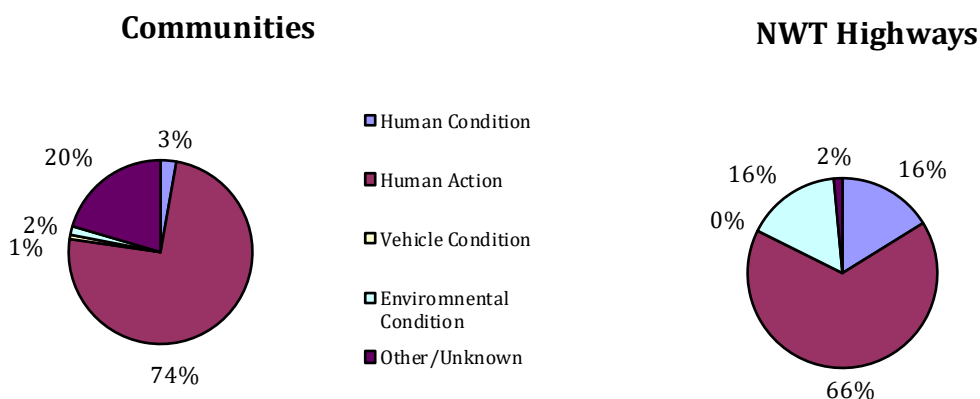 Communities
3%
20%
2%
1%
74%
Human Condition
Human Action
Vehicle Condition
Enviromnental
Condition
Other/Unknown
NWT Highways
2%
16%
16%
0%
66%